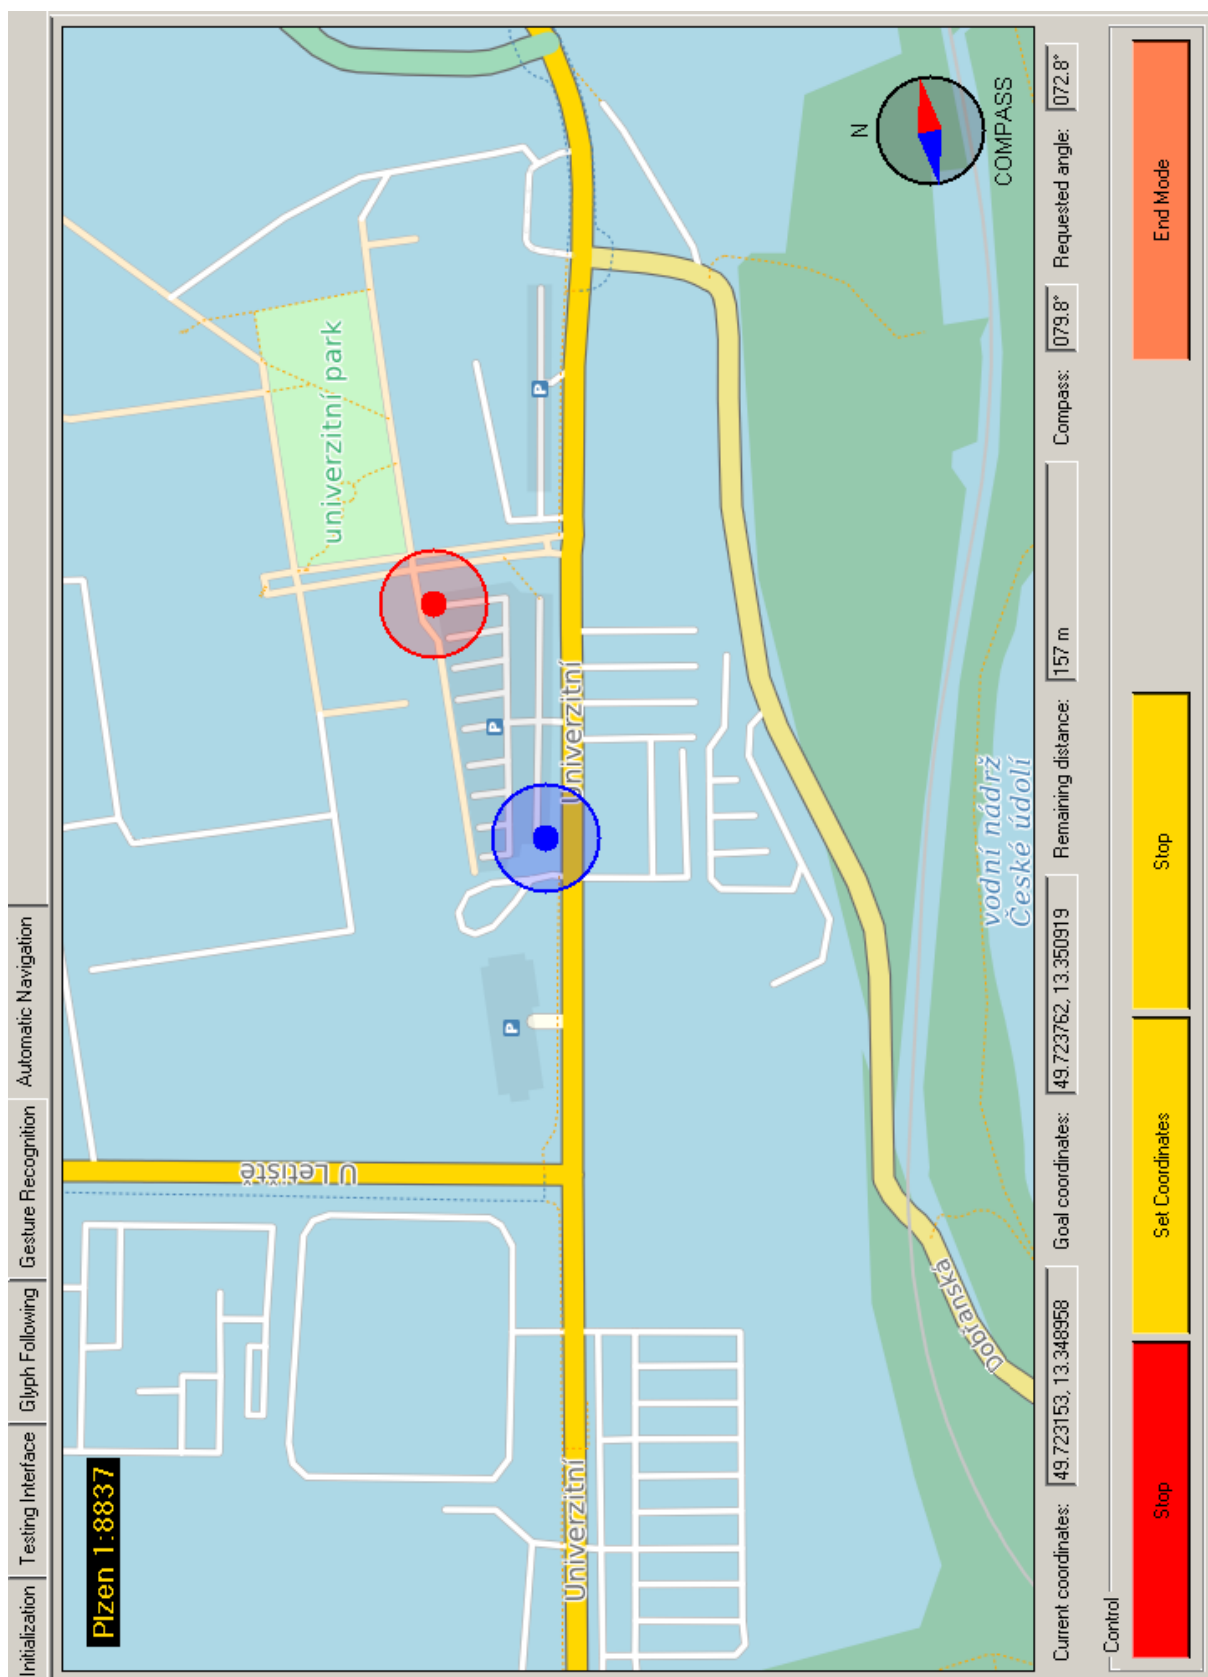 Initialization
Testing Interface
Glyph Following
Gesture Recognition
Automatic Navigation
Plzen 1:8837
U Letiště
univerzitní park
P
P
P
Univerzitní
Univerzitní
N
COMPASS
Dobřanská
vodní nádrž
České údolí
Current coordinates: 49.723153, 13.348958 Goal coordinates: 49.723762, 13.350919 Remaining distance: 157 m Compass: 079.8° Requested angle: 072.8°
Control
Stop
Set Coordinates
Stop
End Mode